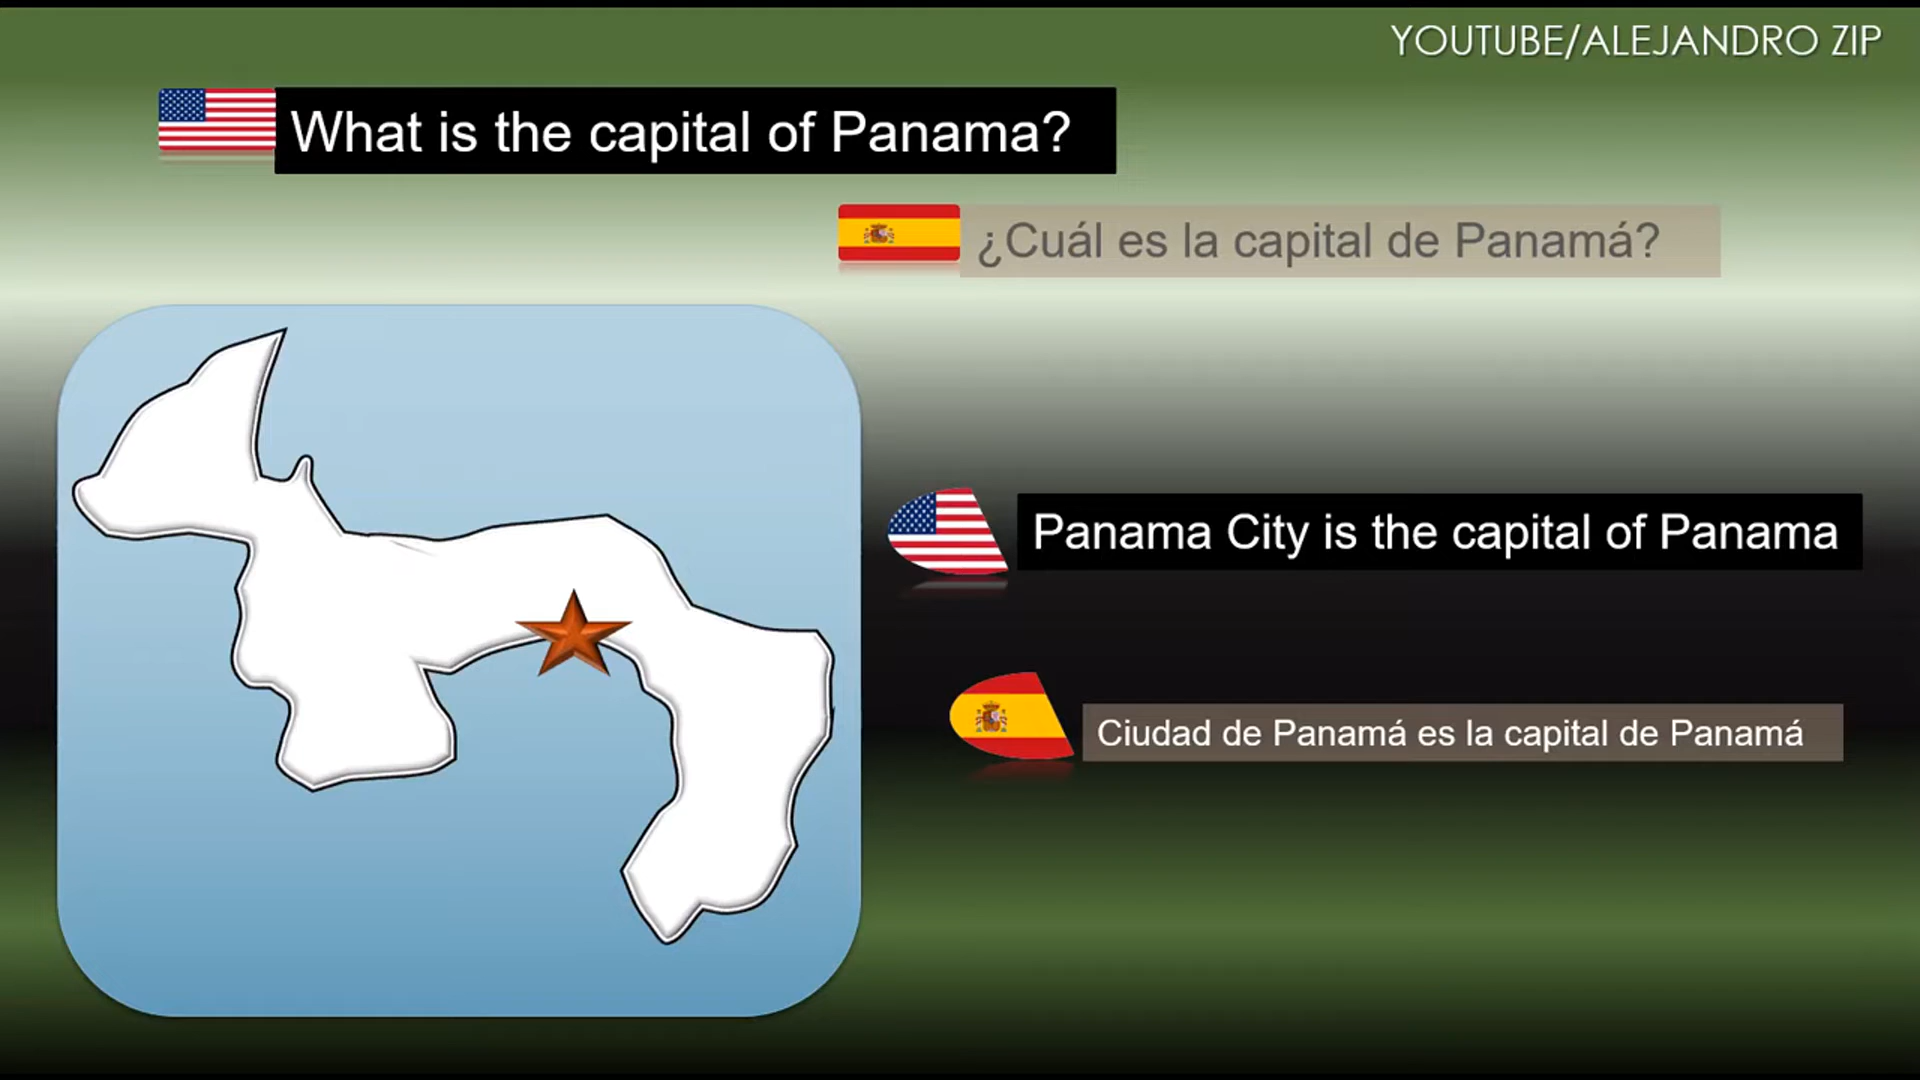 YOUTUBE/ALEJANDRO ZIP
What is the capital of Panama?
¿Cuál es la capital de Panamá?
Panama City is the capital of Panama
Ciudad de Panamá es la capital de Panamá